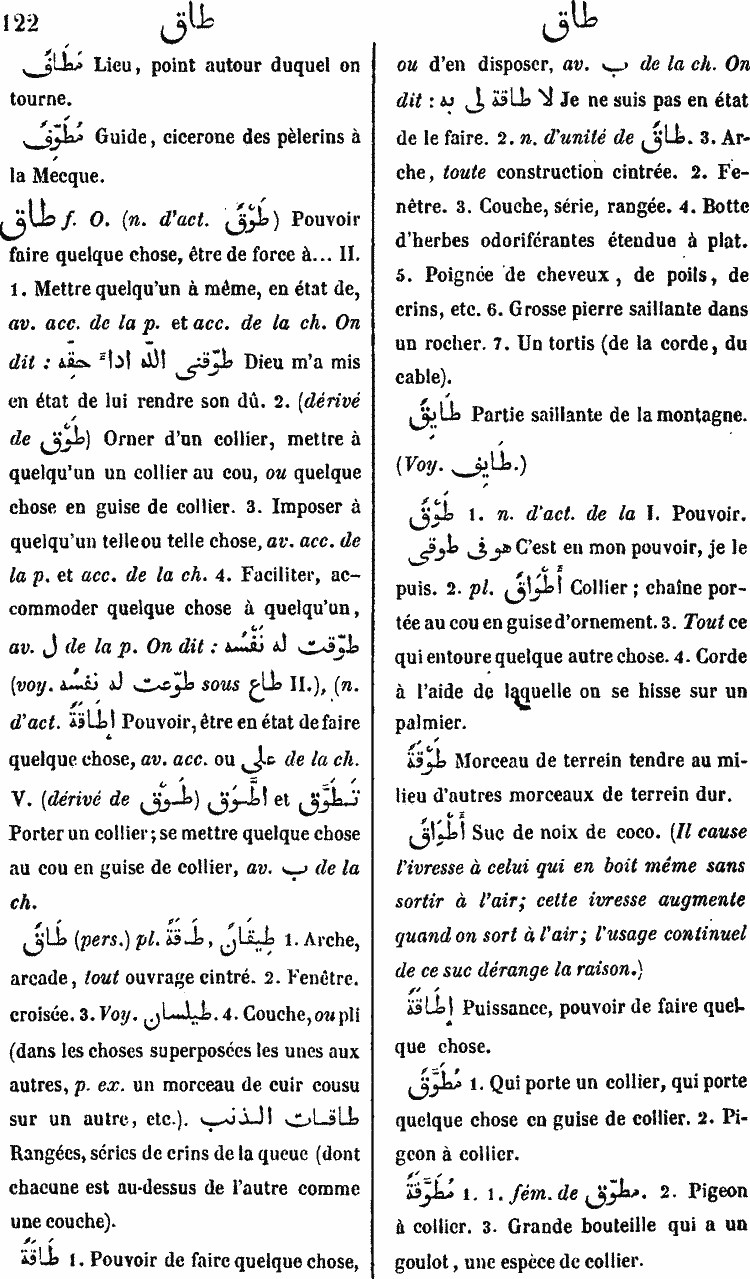 122
طاق
طاق
مُطَافٌ Lieu, point autour duquel on
tourne.
مُطَوِّفٌ Guide, cicerone des pèlerins à
la Mecque.
طاق f. O. (n. d'act. طَوْقٌ) Pouvoir
faire quelque chose, être de force à... II.
1. Mettre quelqu'un à même, en état de,
av. acc. de la p. et acc. de la ch. On
dit : طوّقنى اللّه اداءَ حقِّه Dieu m'a mis
en état de lui rendre son dû. 2. (dérivé
de طَوْق) Orner d'un collier, mettre à
quelqu'un un collier au cou, ou quelque
chose en guise de collier. 3. Imposer à
quelqu'un telle ou telle chose, av. acc. de
la p. et acc. de la ch. 4. Faciliter, ac-
commoder quelque chose à quelqu'un,
av. ل de la p. On dit : طوّقت له نَفْسُه
(voy. طوّعت له نفسُه sous طاع II.), (n.
d'act. إِطَاقَةٌ Pouvoir, être en état de faire
quelque chose, av. acc. ou على de la ch.
V. (dérivé de طَوْق) اطَّوَّق et تَطَوَّق
Porter un collier; se mettre quelque chose
au cou en guise de collier, av. ب de la
ch.
طَاقٌ (pers.) pl. طَاقَةٌ, طِيقَانٌ 1. Arche,
arcade, tout ouvrage cintré. 2. Fenêtre.
croisée. 3. Voy. طيلسان. 4. Couche, ou pli
(dans les choses superposées les unes aux
autres, p. ex. un morceau de cuir cousu
sur un autre, etc.). طاقات الذنب
Rangées, séries de crins de la queue (dont
chacune est au-dessus de l'autre comme
une couche).
طَاقَةٌ 1. Pouvoir de faire quelque chose,
ou d'en disposer, av. ب de la ch. On
dit : لا طاقة لى به Je ne suis pas en état
de le faire. 2. n. d'unité de طَاقٌ. 3. Ar-
che, toute construction cintrée. 2. Fe-
nêtre. 3. Couche, série, rangée. 4. Botte
d'herbes odoriférantes étendue à plat.
5. Poignée de cheveux, de poils, de
crins, etc. 6. Grosse pierre saillante dans
un rocher. 7. Un tortis (de la corde, du
cable).
طَايِقٌ Partie saillante de la montagne.
(Voy. طَايِف.)
طَوْقٌ 1. n. d'act. de la I. Pouvoir.
هو فى طوقى C'est en mon pouvoir, je le
puis. 2. pl. أَطْوَاقٌ Collier; chaîne por-
tée au cou en guise d'ornement. 3. Tout ce
qui entoure quelque autre chose. 4. Corde
à l'aide de laquelle on se hisse sur un
palmier.
طَوْقَةٌ Morceau de terrain tendre au mi-
lieu d'autres morceaux de terrain dur.
أَطْوَاقٌ Suc de noix de coco. (Il cause
l'ivresse à celui qui en boit même sans
sortir à l'air; cette ivresse augmente
quand on sort à l'air; l'usage continuel
de ce suc dérange la raison.)
إِطَاقَةٌ Puissance, pouvoir de faire quel-
que chose.
مُطَوَّقٌ 1. Qui porte un collier, qui porte
quelque chose en guise de collier. 2. Pi-
geon à collier.
مُطَوَّقَةٌ 1. 1. fém. de مطوّق. 2. Pigeon
à collier. 3. Grande bouteille qui a un
goulot, une espèce de collier.